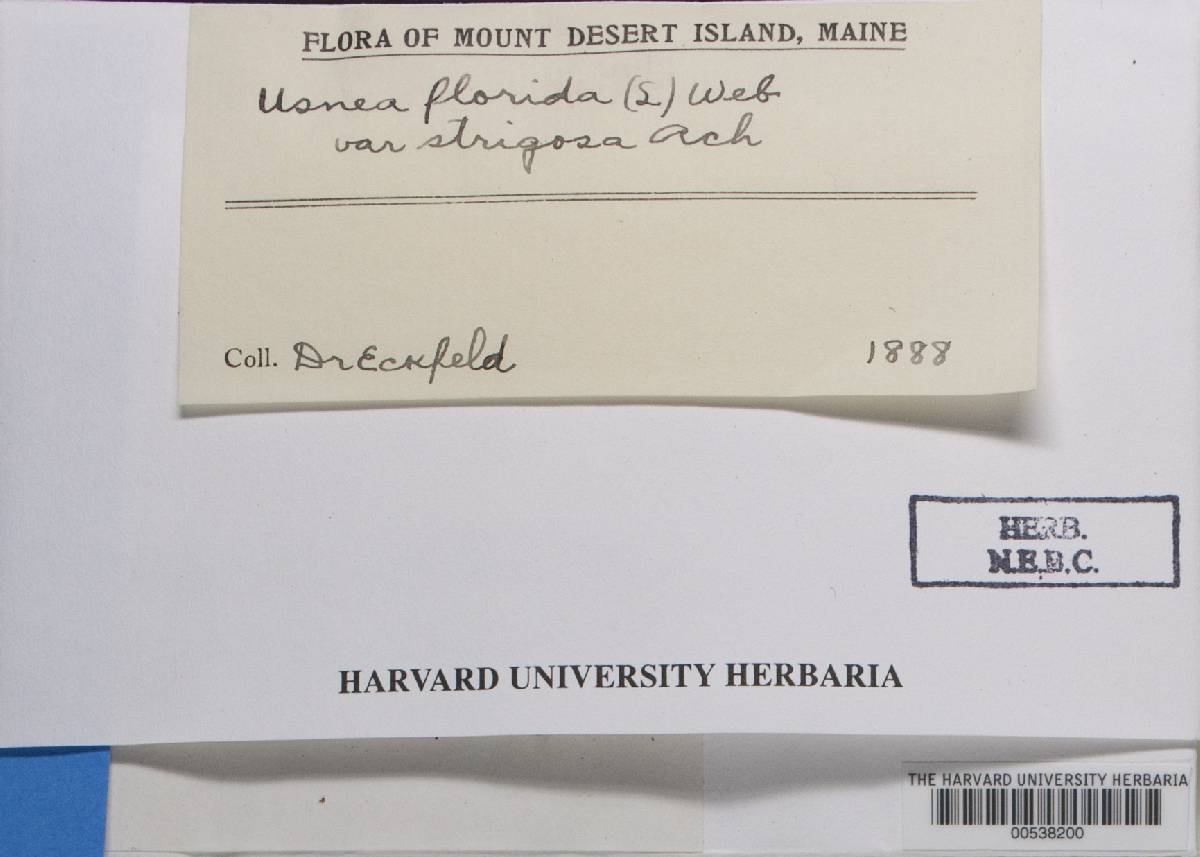 FLORA OF MOUNT DESERT ISLAND, MAINE
Usnea florida (L) Web
var strigosa Ach
Coll. Dr Eckfeld 1888
HERB.
N.E.B.C.
HARVARD UNIVERSITY HERBARIA
THE HARVARD UNIVERSITY HERBARIA
00538200